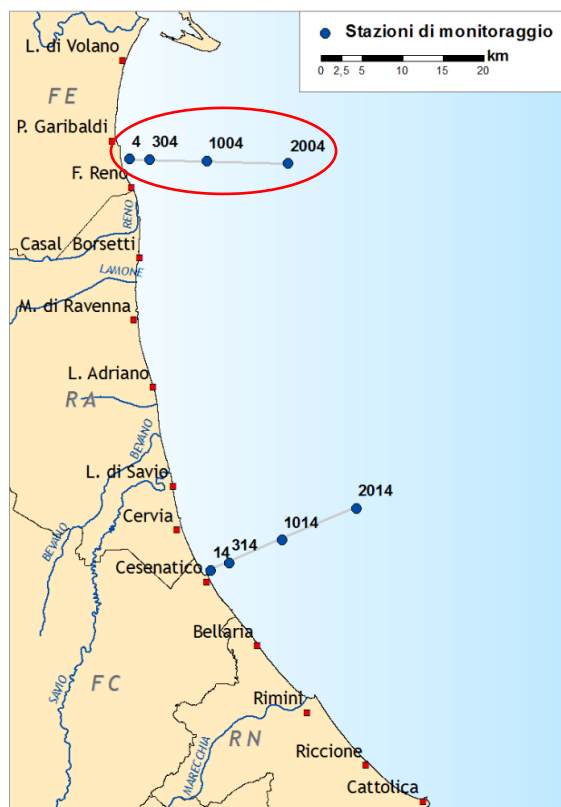 Stazioni di monitoraggio
km
0 2,5 5 10 15 20
L. di Volano
FE
P. Garibaldi
4 304 1004 2004
F. Reno
RENO
Casal Borsetti
LAMONE
M. di Ravenna
L. Adriano
RA
BEVANO
L. di Savio
2014
Cervia
1014
BEVANO
14 314
Cesenatico
Bellaria
FC
SAVIO
Rimini
RN
MARECCHIA
Riccione
Cattolica